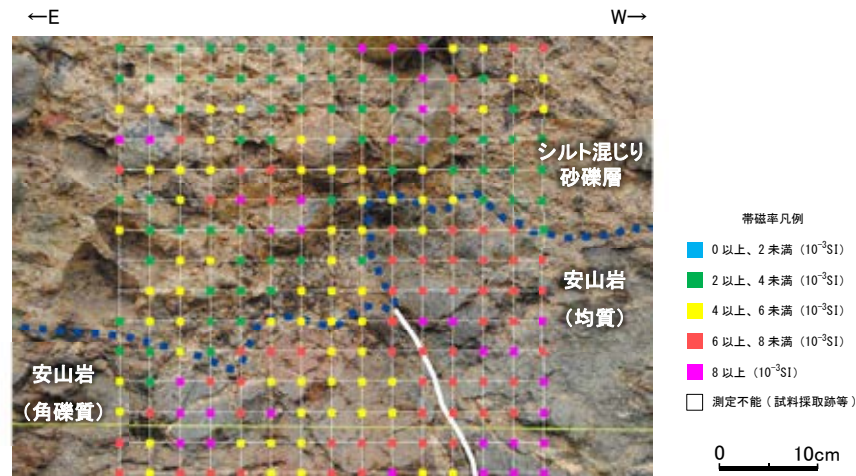 ←E
W→
シルト混じり
砂礫層
安山岩
（均質）
安山岩
（角礫質）
帯磁率凡例
0 以上、2 未満（10⁻³SI）
2 以上、4 未満（10⁻³SI）
4 以上、6 未満（10⁻³SI）
6 以上、8 未満（10⁻³SI）
8 以上（10⁻³SI）
測定不能（試料採取跡等）
0 10cm